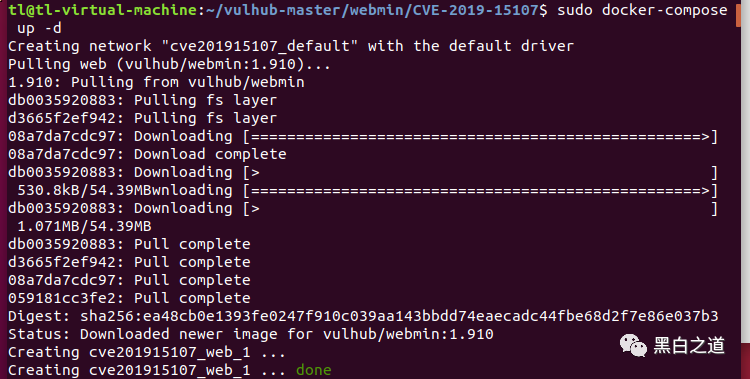 tl@tl-virtual-machine:~/vulhub-master/webmin/CVE-2019-15107$ sudo docker-compose
 up -d
Creating network "cve201915107_default" with the default driver
Pulling web (vulhub/webmin:1.910)...
1.910: Pulling from vulhub/webmin
db0035920883: Pulling fs layer
d3665f2ef942: Pulling fs layer
08a7da7cdc97: Downloading [==================================================>]
08a7da7cdc97: Download complete
db0035920883: Downloading [>                                                  ]
 530.8kB/54.39MBwnloading [==================================================>]
db0035920883: Downloading [>                                                  ]
 1.071MB/54.39MB
db0035920883: Pull complete
d3665f2ef942: Pull complete
08a7da7cdc97: Pull complete
059181cc3fe2: Pull complete
Digest: sha256:ea48cb0e1393fe0247f910c039aa143bbdd74eaecadc44fbe68d2f7e86e037b3
Status: Downloaded newer image for vulhub/webmin:1.910
Creating cve201915107_web_1 ...
Creating cve201915107_web_1 ... done
黑白之道